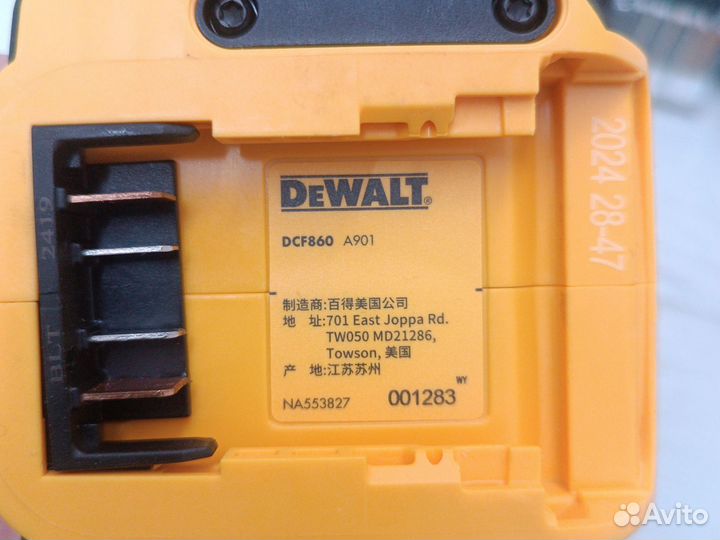 DEWALT®
DCF860 A901
制造商:百得美国公司
地 址:701 East Joppa Rd.
TW050 MD21286,
Towson, 美国
产 地:江苏苏州
WY
NA553827 001283
2024 28-47
BLT 2419
Avito